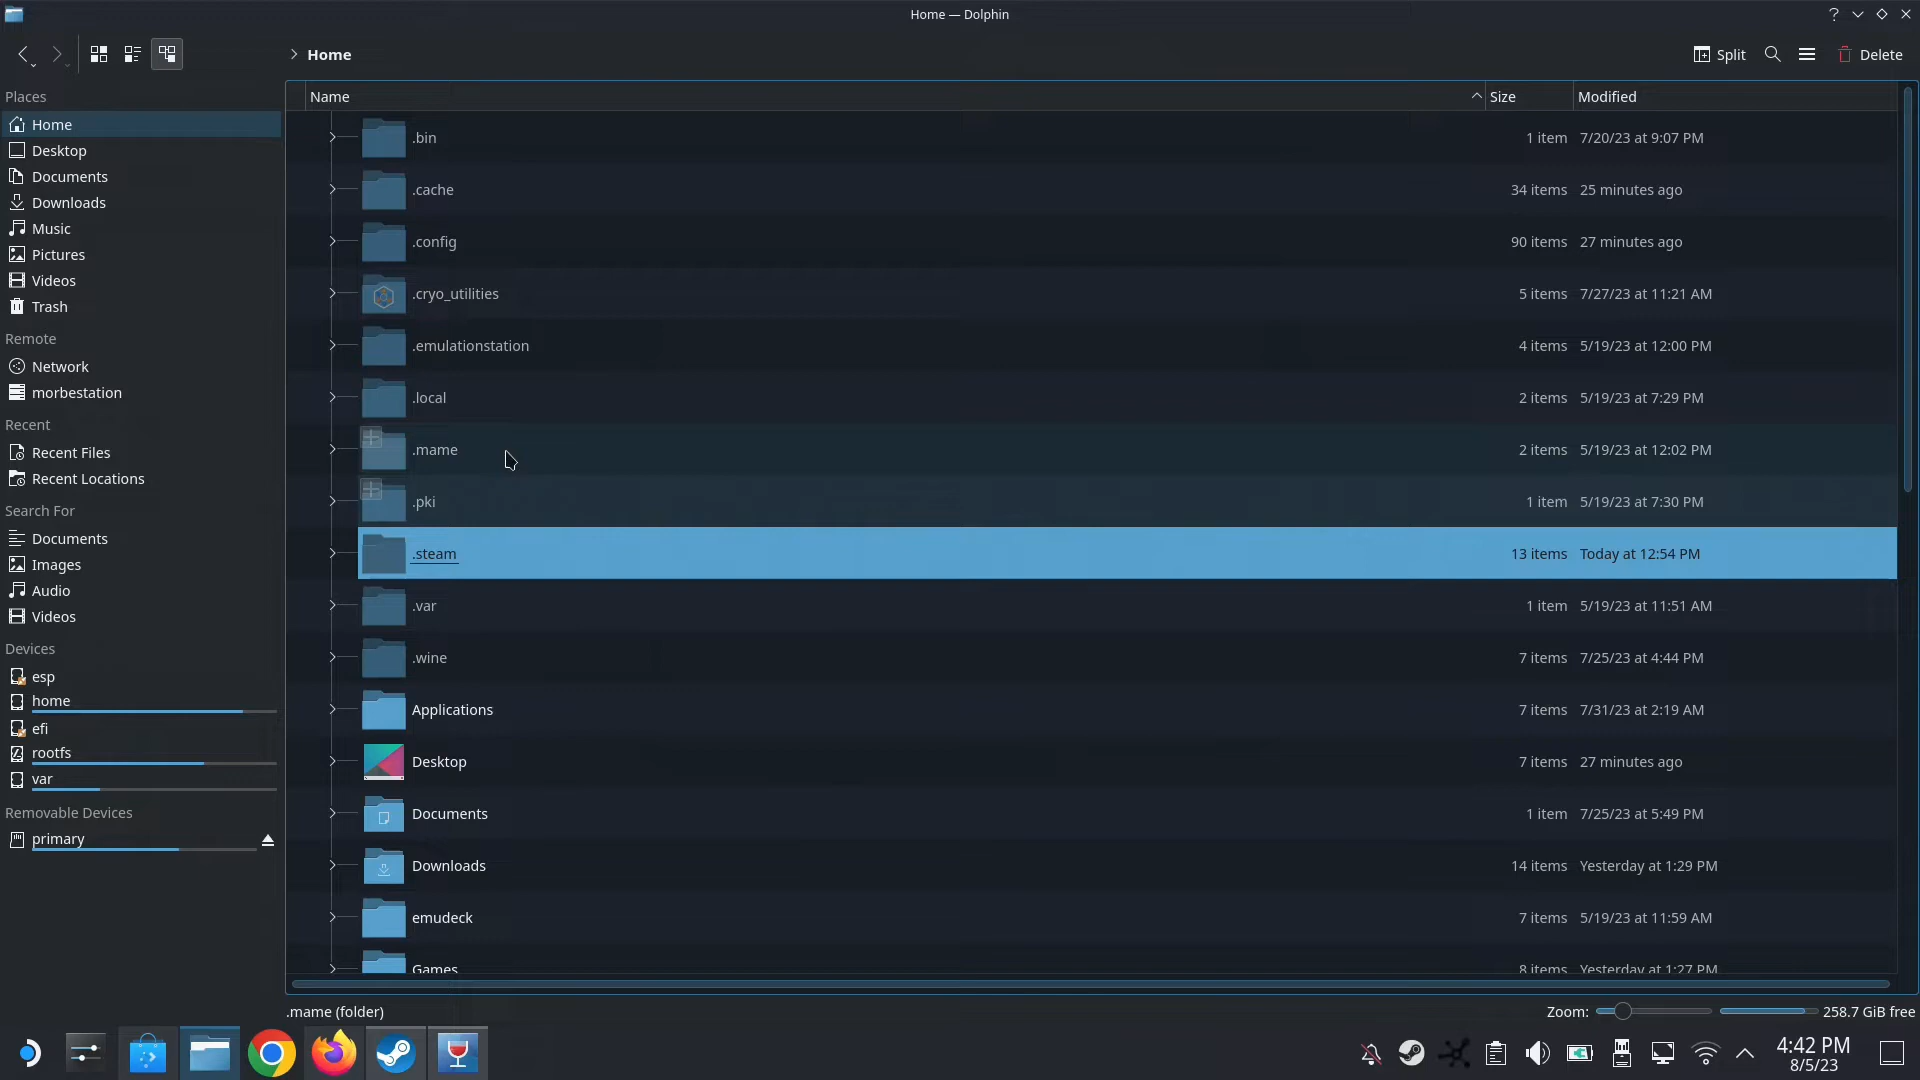 Home — Dolphin
Home
Split
Delete
Places
Home
Desktop
Documents
Downloads
Music
Pictures
Videos
Trash
Remote
Network
morbestation
Recent
Recent Files
Recent Locations
Search For
Documents
Images
Audio
Videos
Devices
esp
home
efi
rootfs
var
Removable Devices
primary
Name Size Modified
.bin 1 item 7/20/23 at 9:07 PM
.cache 34 items 25 minutes ago
.config 90 items 27 minutes ago
.cryo_utilities 5 items 7/27/23 at 11:21 AM
.emulationstation 4 items 5/19/23 at 12:00 PM
.local 2 items 5/19/23 at 7:29 PM
.mame 2 items 5/19/23 at 12:02 PM
.pki 1 item 5/19/23 at 7:30 PM
.steam 13 items Today at 12:54 PM
.var 1 item 5/19/23 at 11:51 AM
.wine 7 items 7/25/23 at 4:44 PM
Applications 7 items 7/31/23 at 2:19 AM
Desktop 7 items 27 minutes ago
Documents 1 item 7/25/23 at 5:49 PM
Downloads 14 items Yesterday at 1:29 PM
emudeck 7 items 5/19/23 at 11:59 AM
Games 8 items Yesterday at 1:27 PM
.mame (folder)
Zoom: 258.7 GiB free
4:42 PM
8/5/23